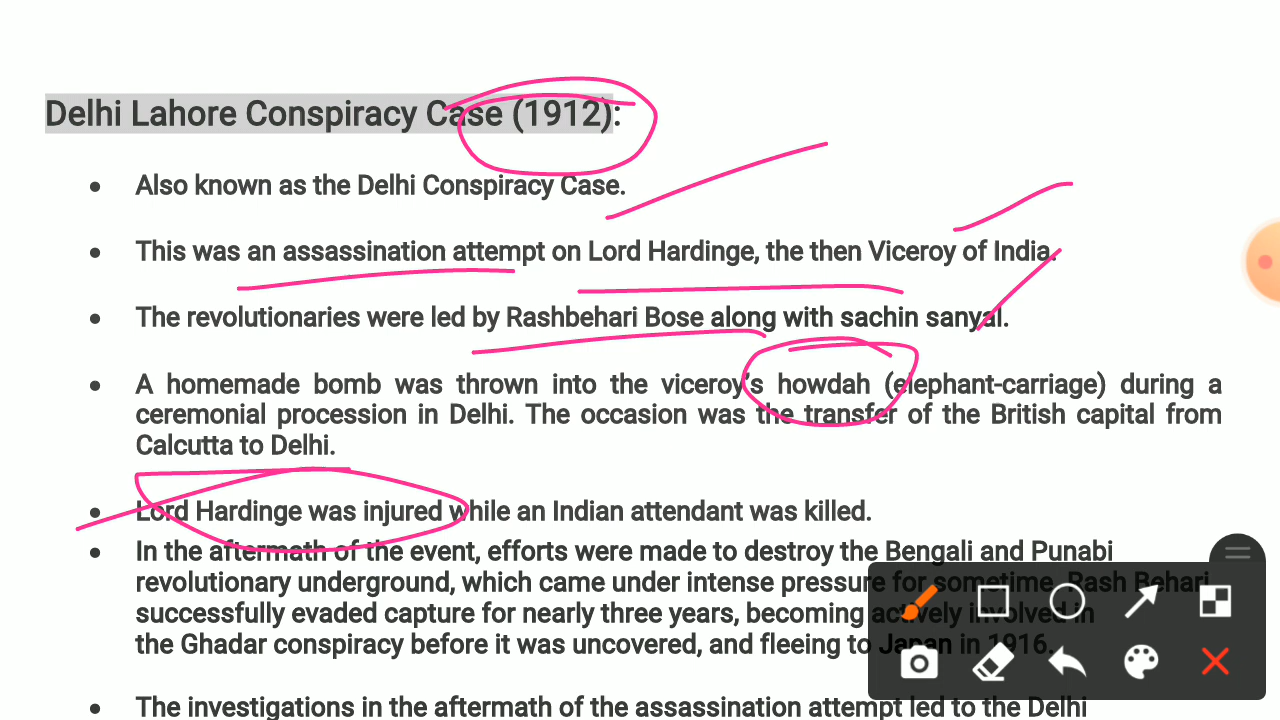 Delhi Lahore Conspiracy Case (1912):
• Also known as the Delhi Conspiracy Case.
• This was an assassination attempt on Lord Hardinge, the then Viceroy of India.
• The revolutionaries were led by Rashbehari Bose along with sachin sanyal.
• A homemade bomb was thrown into the viceroy's howdah (elephant-carriage) during a
ceremonial procession in Delhi. The occasion was the transfer of the British capital from
Calcutta to Delhi.
• Lord Hardinge was injured while an Indian attendant was killed.
• In the aftermath of the event, efforts were made to destroy the Bengali and Punabi
revolutionary underground, which came under intense pressure for sometime. Rash Behari
successfully evaded capture for nearly three years, becoming actively involved in
the Ghadar conspiracy before it was uncovered, and fleeing to Japan in 1916.
• The investigations in the aftermath of the assassination attempt led to the Delhi